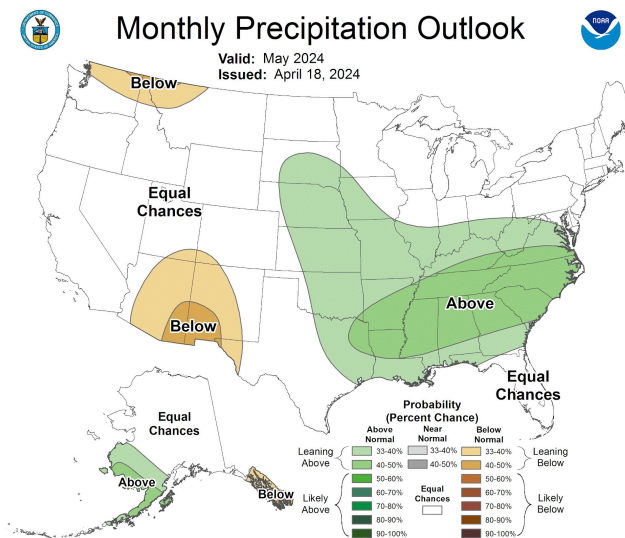 Monthly Precipitation Outlook
NOAA
Valid: May 2024
Issued: April 18, 2024
Below
Equal
Chances
Below
Above
Equal
Chances
Equal
Chances
Above
Below
Probability
(Percent Chance)
Above
Normal
Near
Normal
Below
Normal
Leaning
Above
33-40%
40-50%
33-40%
40-50%
33-40%
40-50%
Leaning
Below
Likely
Above
50-60%
60-70%
70-80%
80-90%
90-100%
Equal
Chances
50-60%
60-70%
70-80%
80-90%
90-100%
Likely
Below